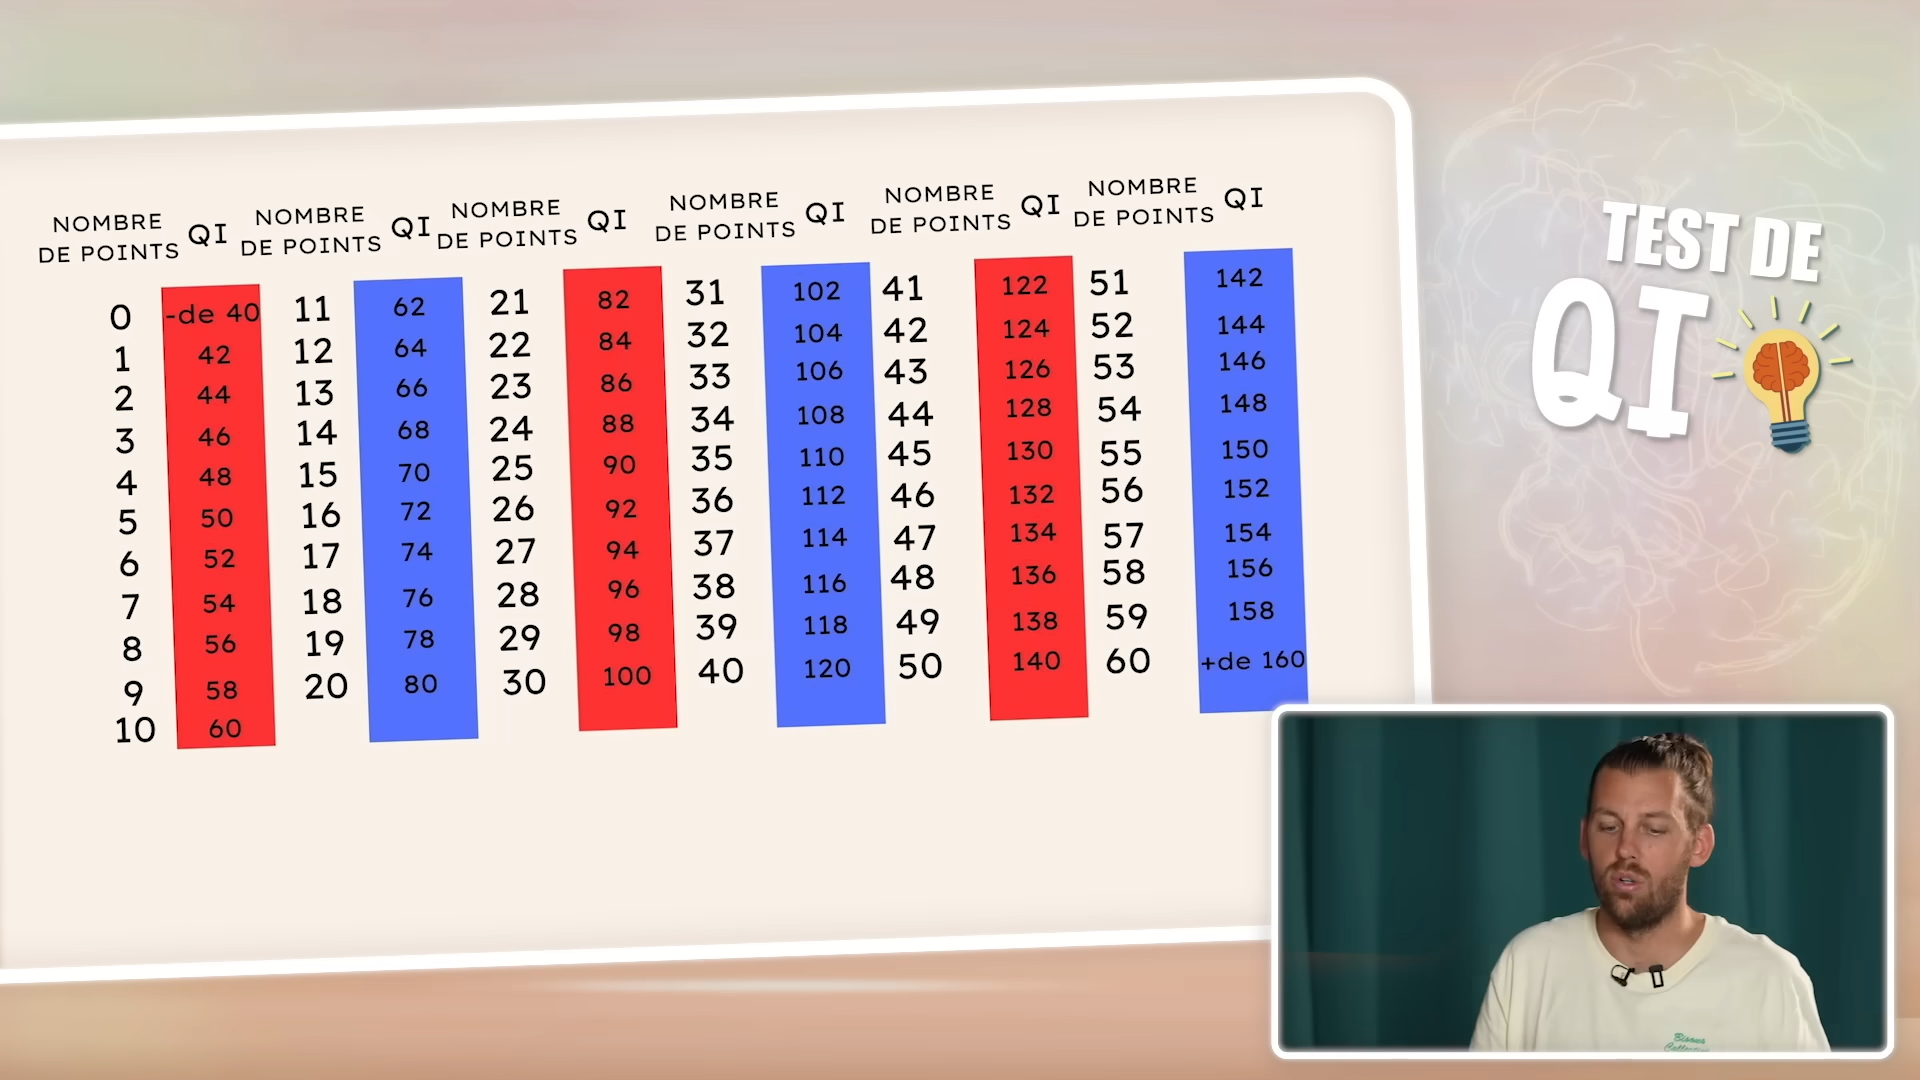 NOMBRE
DE POINTS QI NOMBRE
DE POINTS QI NOMBRE
DE POINTS QI NOMBRE
DE POINTS QI NOMBRE
DE POINTS QI NOMBRE
DE POINTS QI
0 -de 40 11 62 21 82 31 102 41 122 51 142
1 42 12 64 22 84 32 104 42 124 52 144
2 44 13 66 23 86 33 106 43 126 53 146
3 46 14 68 24 88 34 108 44 128 54 148
4 48 15 70 25 90 35 110 45 130 55 150
5 50 16 72 26 92 36 112 46 132 56 152
6 52 17 74 27 94 37 114 47 134 57 154
7 54 18 76 28 96 38 116 48 136 58 156
8 56 19 78 29 98 39 118 49 138 59 158
9 58 20 80 30 100 40 120 50 140 60 +de 160
10 60
TEST DE
QI
Bisous